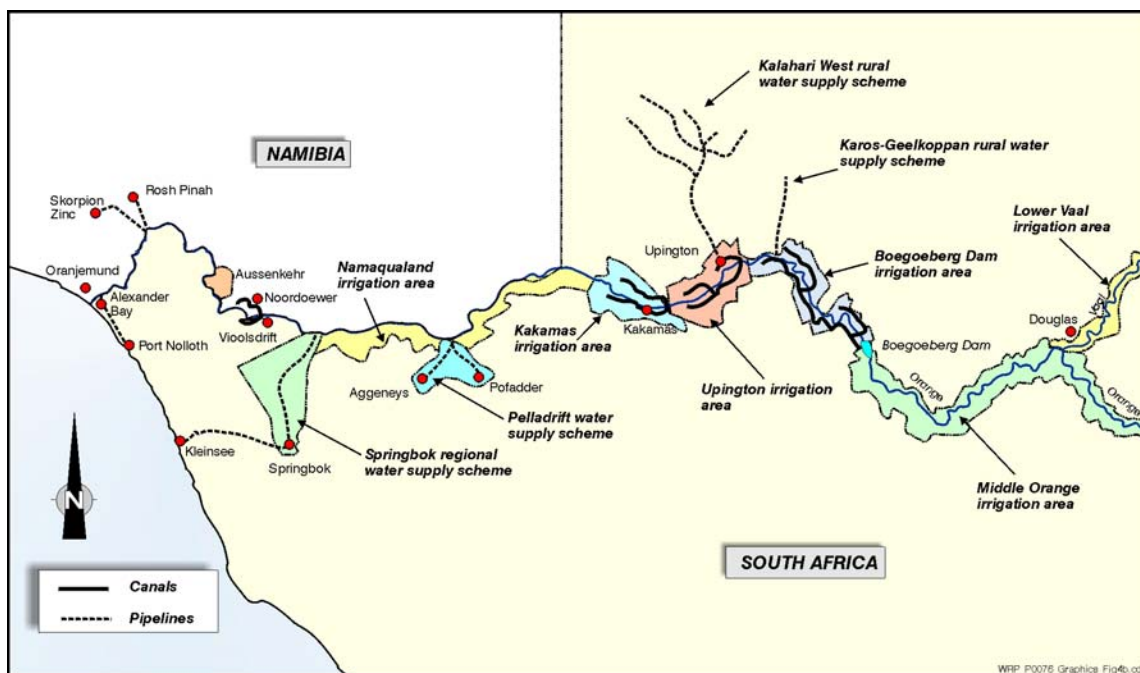 Kalahari West rural
water supply scheme
NAMIBIA
Karos-Geelkoppan rural water
supply scheme
Rosh Pinah
Skorpion
Zinc
Lower Vaal
irrigation area
Upington
Boegoeberg Dam
irrigation area
Oranjemund
Aussenkehr
Namaqualand
irrigation area
Alexander
Bay
Noordoewer
Vaal
Douglas
Vioolsdrift
Kakamas
irrigation area
Kakamas
Port Nolloth
Boegoeberg Dam
Aggeneys
Pofadder
Upington irrigation
area
Orange
Orange
Pelladrift water
supply scheme
Kleinsee
Springbok
Springbok regional
water supply scheme
Middle Orange
irrigation area
N
SOUTH AFRICA
Canals
Pipelines
WRP P0076 Graphics Fig4b.cd